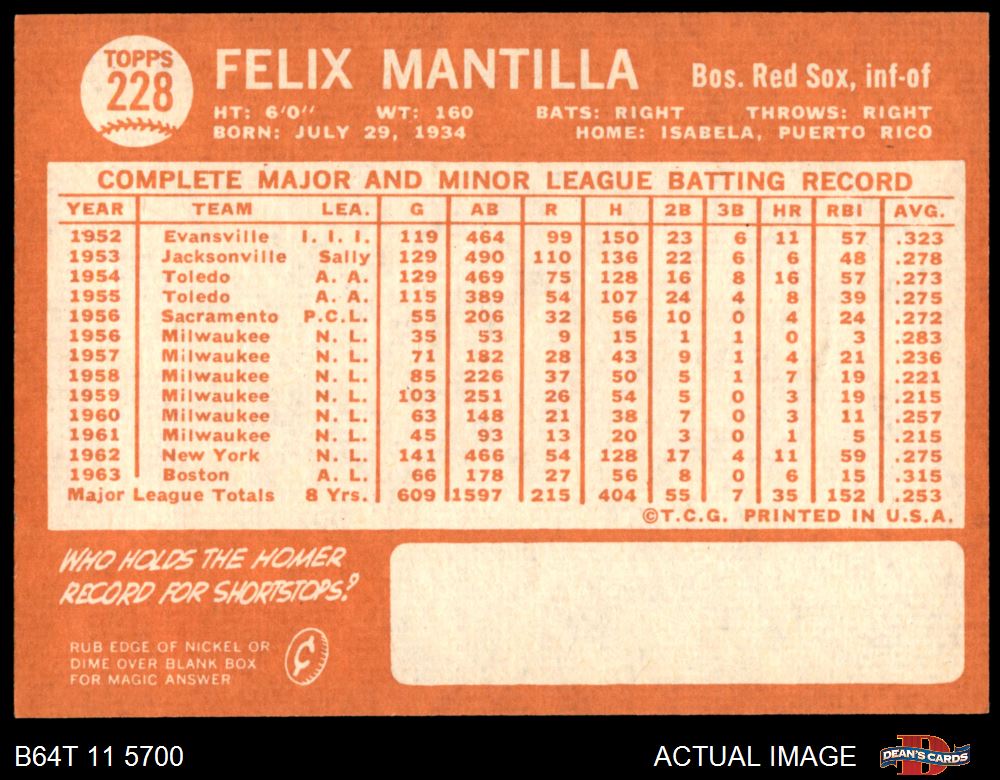 TOPPS
228
FELIX MANTILLA Bos. Red Sox, inf-of
HT: 6'0" WT: 160 BATS: RIGHT THROWS: RIGHT
BORN: JULY 29, 1934 HOME: ISABELA, PUERTO RICO
COMPLETE MAJOR AND MINOR LEAGUE BATTING RECORD
YEAR TEAM LEA. G AB R H 2B 3B HR RBI AVG.
1952 Evansville I. I. I. 119 464 99 150 23 6 11 57 .323
1953 Jacksonville Sally 129 490 110 136 22 6 6 48 .278
1954 Toledo A. A. 129 469 75 128 16 8 16 57 .273
1955 Toledo A. A. 115 389 54 107 24 4 8 39 .275
1956 Sacramento P.C.L. 55 206 32 56 10 0 4 24 .272
1956 Milwaukee N. L. 35 53 9 15 1 1 0 3 .283
1957 Milwaukee N. L. 71 182 28 43 9 1 4 21 .236
1958 Milwaukee N. L. 85 226 37 50 5 1 7 19 .221
1959 Milwaukee N. L. 103 251 26 54 5 0 3 19 .215
1960 Milwaukee N. L. 63 148 21 38 7 0 3 11 .257
1961 Milwaukee N. L. 45 93 13 20 3 0 1 5 .215
1962 New York N. L. 141 466 54 128 17 4 11 59 .275
1963 Boston A. L. 66 178 27 56 8 0 6 15 .315
Major League Totals 8 Yrs. 609 1597 215 404 55 7 35 152 .253
©T.C.G. PRINTED IN U.S.A.
WHO HOLDS THE HOMER
RECORD FOR SHORTSTOPS?
RUB EDGE OF NICKEL OR
DIME OVER BLANK BOX
FOR MAGIC ANSWER
¢
B64T 11 5700 ACTUAL IMAGE D DEAN'S CARDS